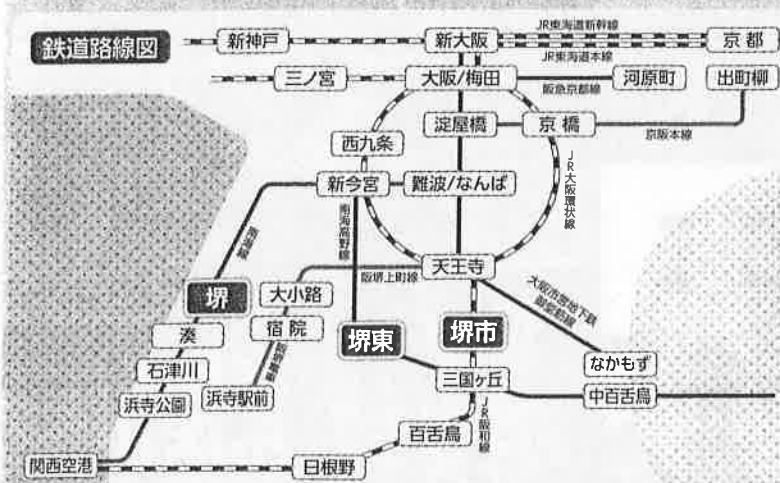 鉄道路線図
新神戸
新大阪
JR東海道新幹線
京都
JR東海道本線
三ノ宮
大阪/梅田
阪急京都線
河原町
出町柳
淀屋橋
京橋
京阪本線
西九条
JR大阪環状線
新今宮
難波/なんば
南海線
南海高野線
天王寺
阪堺上町線
大阪市営地下鉄
御堂筋線
堺
大小路
湊
宿院
阪堺電車
堺東
堺市
なかもず
石津川
浜寺公園
浜寺駅前
三国ヶ丘
中百舌鳥
JR阪和線
百舌鳥
関西空港
日根野